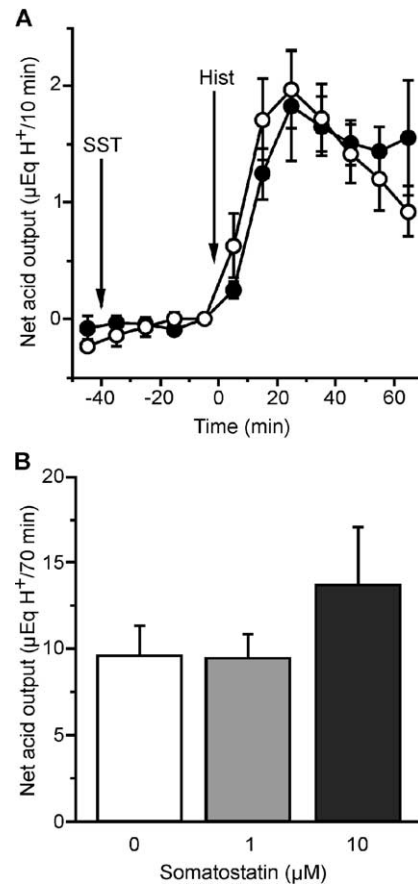 A
Net acid output (µEq H⁺/10 min)
2
1
0
SST
Hist
-40 -20 0 20 40 60
Time (min)
B
Net acid output (µEq H⁺/70 min)
20
15
10
5
0
0 1 10
Somatostatin (µM)